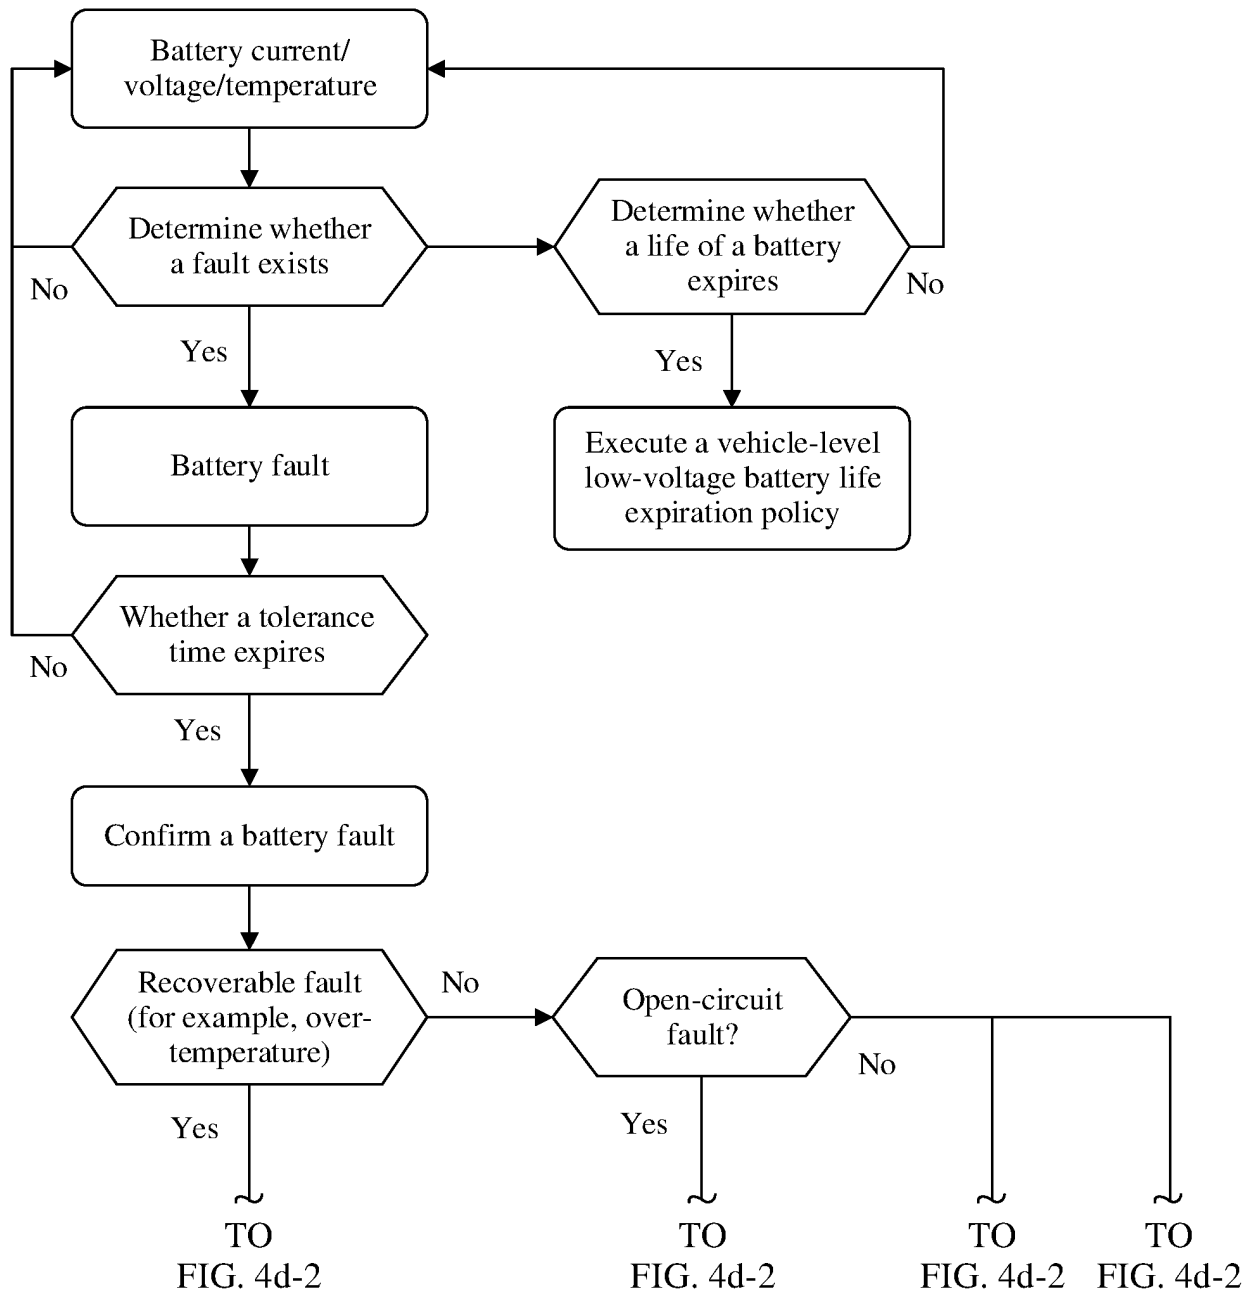 Battery current/
voltage/temperature
Determine whether
a fault exists
No
Yes
Determine whether
a life of a battery
expires
No
Yes
Battery fault
Execute a vehicle-level
low-voltage battery life
expiration policy
Whether a tolerance
time expires
No
Yes
Confirm a battery fault
Recoverable fault
(for example, over-
temperature)
No
Yes
Open-circuit
fault?
No
Yes
TO
FIG. 4d-2
TO
FIG. 4d-2
TO
FIG. 4d-2
TO
FIG. 4d-2